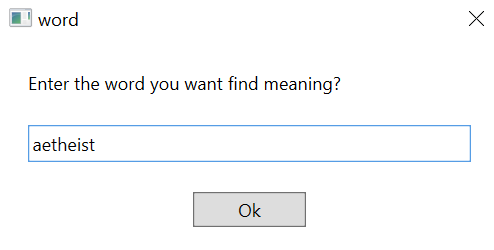 word
Enter the word you want find meaning?
aetheist
Ok